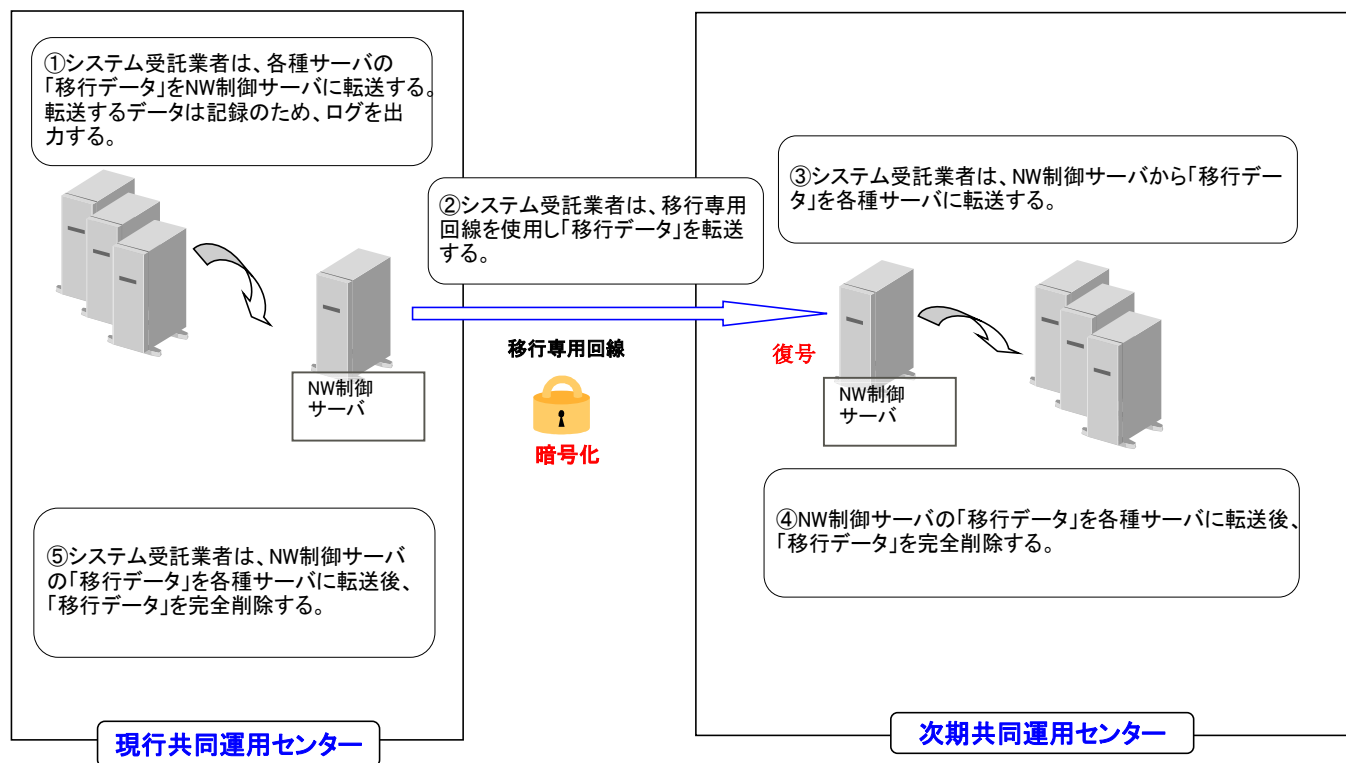 ①システム受託業者は、各種サーバの
「移行データ」をNW制御サーバに転送する。
転送するデータは記録のため、ログを出
力する。
②システム受託業者は、移行専用
回線を使用し「移行データ」を転送
する。
③システム受託業者は、NW制御サーバから「移行デー
タ」を各種サーバに転送する。
移行専用回線
復号
NW制御
サーバ
NW制御
サーバ
暗号化
④NW制御サーバの「移行データ」を各種サーバに転送後、
「移行データ」を完全削除する。
⑤システム受託業者は、NW制御サーバ
の「移行データ」を各種サーバに転送後、
「移行データ」を完全削除する。
現行共同運用センター
次期共同運用センター